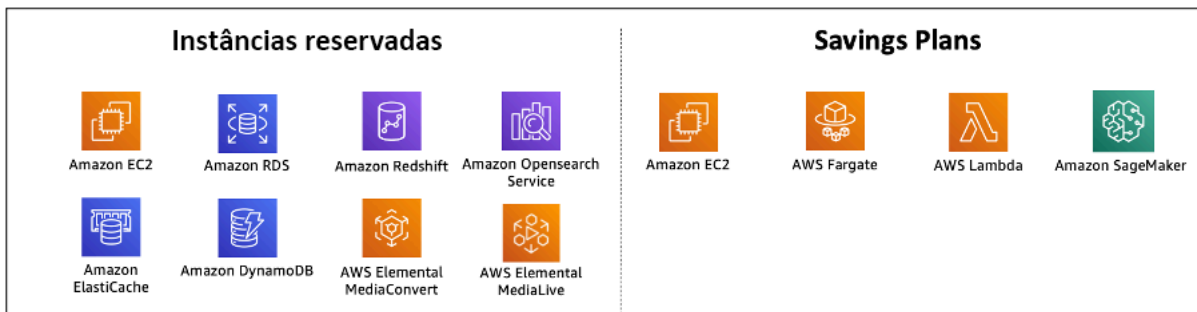 Instâncias reservadas
Amazon EC2
Amazon RDS
Amazon Redshift
Amazon Opensearch
Service
Amazon
ElastiCache
Amazon DynamoDB
AWS Elemental
MediaConvert
AWS Elemental
MediaLive
Savings Plans
Amazon EC2
AWS Fargate
AWS Lambda
Amazon SageMaker